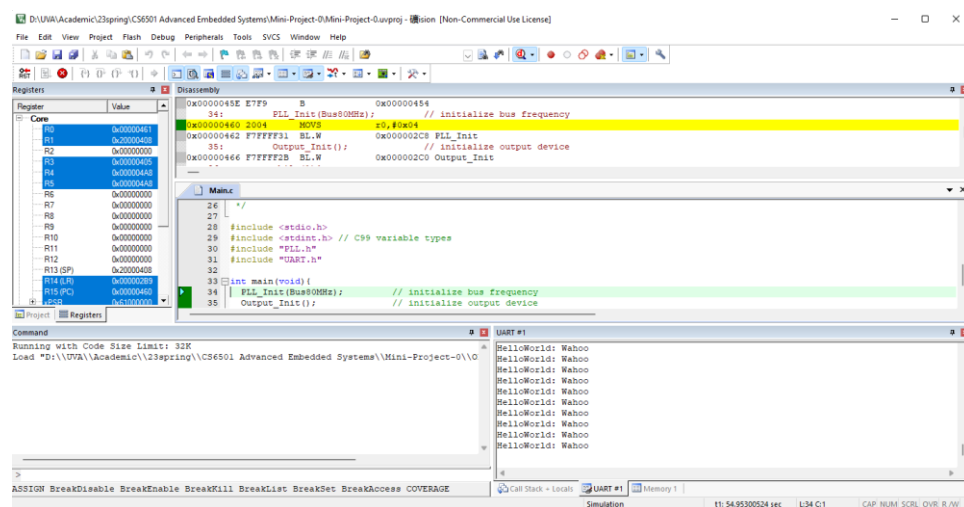 D:\UVA\Academic\23spring\CS6501 Advanced Embedded Systems\Mini-Project-0\Mini-Project-0.uvproj - 礦ision [Non-Commercial Use License]
File Edit View Project Flash Debug Peripherals Tools SVCS Window Help
Registers
Register Value
Core
R0 0x00000461
R1 0x20000408
R2 0x00000000
R3 0x00000405
R4 0x000004A8
R5 0x000004A8
R6 0x00000000
R7 0x00000000
R8 0x00000000
R9 0x00000000
R10 0x00000000
R11 0x00000000
R12 0x00000000
R13 (SP) 0x20000408
R14 (LR) 0x000002B9
R15 (PC) 0x00000460
xPSR 0x61000000
Project Registers
Disassembly
0x0000045E E7F9 B 0x00000454
34: PLL_Init(Bus80MHz); // initialize bus frequency
0x00000460 2004 MOVS r0,#0x04
0x00000462 F7FFFF31 BL.W 0x000002C8 PLL_Init
35: Output_Init(); // initialize output device
0x00000466 F7FFFF2B BL.W 0x000002C0 Output_Init
Main.c
26 */
27
28 #include <stdio.h>
29 #include <stdint.h> // C99 variable types
30 #include "PLL.h"
31 #include "UART.h"
32
33 int main(void){
34 PLL_Init(Bus80MHz); // initialize bus frequency
35 Output_Init(); // initialize output device
Command
Running with Code Size Limit: 32K
Load "D:\\UVA\\Academic\\23spring\\CS6501 Advanced Embedded Systems\\Mini-Project-0\\O
>
ASSIGN BreakDisable BreakEnable BreakKill BreakList BreakSet BreakAccess COVERAGE
UART #1
HelloWorld: Wahoo
HelloWorld: Wahoo
HelloWorld: Wahoo
HelloWorld: Wahoo
HelloWorld: Wahoo
HelloWorld: Wahoo
HelloWorld: Wahoo
HelloWorld: Wahoo
HelloWorld: Wahoo
HelloWorld: Wahoo
Call Stack + Locals UART #1 Memory 1
Simulation t1: 54.95300524 sec L:34 C:1 CAP NUM SCRL OVR R/W